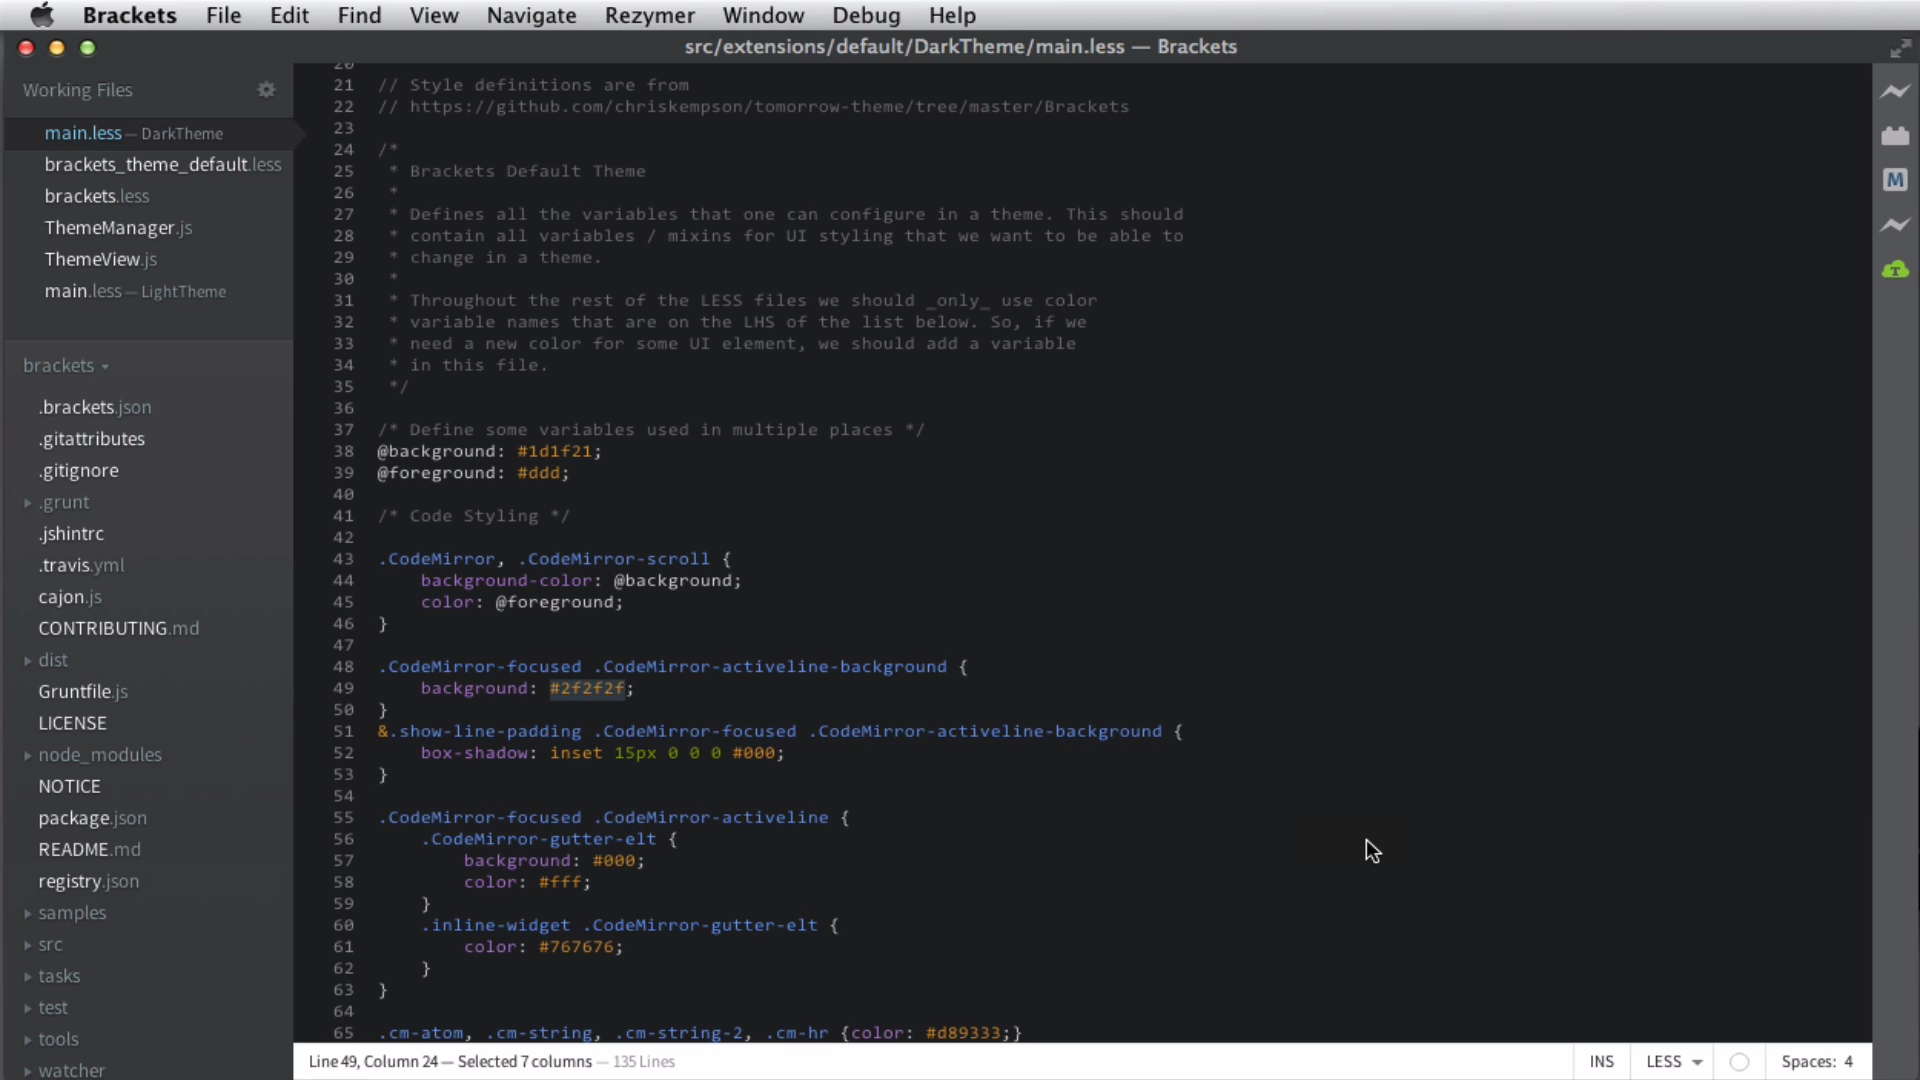 Brackets File Edit Find View Navigate Rezymer Window Debug Help
src/extensions/default/DarkTheme/main.less — Brackets
Working Files
main.less — DarkTheme
brackets_theme_default.less
brackets.less
ThemeManager.js
ThemeView.js
main.less — LightTheme
brackets
.brackets.json
.gitattributes
.gitignore
.grunt
.jshintrc
.travis.yml
cajon.js
CONTRIBUTING.md
dist
Gruntfile.js
LICENSE
node_modules
NOTICE
package.json
README.md
registry.json
samples
src
tasks
test
tools
watcher
20
21 // Style definitions are from
22 // https://github.com/chriskempson/tomorrow-theme/tree/master/Brackets
23
24 /*
25  * Brackets Default Theme
26  *
27  * Defines all the variables that one can configure in a theme. This should
28  * contain all variables / mixins for UI styling that we want to be able to
29  * change in a theme.
30  *
31  * Throughout the rest of the LESS files we should _only_ use color
32  * variable names that are on the LHS of the list below. So, if we
33  * need a new color for some UI element, we should add a variable
34  * in this file.
35  */
36
37 /* Define some variables used in multiple places */
38 @background: #1d1f21;
39 @foreground: #ddd;
40
41 /* Code Styling */
42
43 .CodeMirror, .CodeMirror-scroll {
44     background-color: @background;
45     color: @foreground;
46 }
47
48 .CodeMirror-focused .CodeMirror-activeline-background {
49     background: #2f2f2f;
50 }
51 &.show-line-padding .CodeMirror-focused .CodeMirror-activeline-background {
52     box-shadow: inset 15px 0 0 0 #000;
53 }
54
55 .CodeMirror-focused .CodeMirror-activeline {
56     .CodeMirror-gutter-elt {
57         background: #000;
58         color: #fff;
59     }
60     .inline-widget .CodeMirror-gutter-elt {
61         color: #767676;
62     }
63 }
64
65 .cm-atom, .cm-string, .cm-string-2, .cm-hr {color: #d89333;}
M
T
Line 49, Column 24 — Selected 7 columns — 135 Lines
INS LESS Spaces: 4